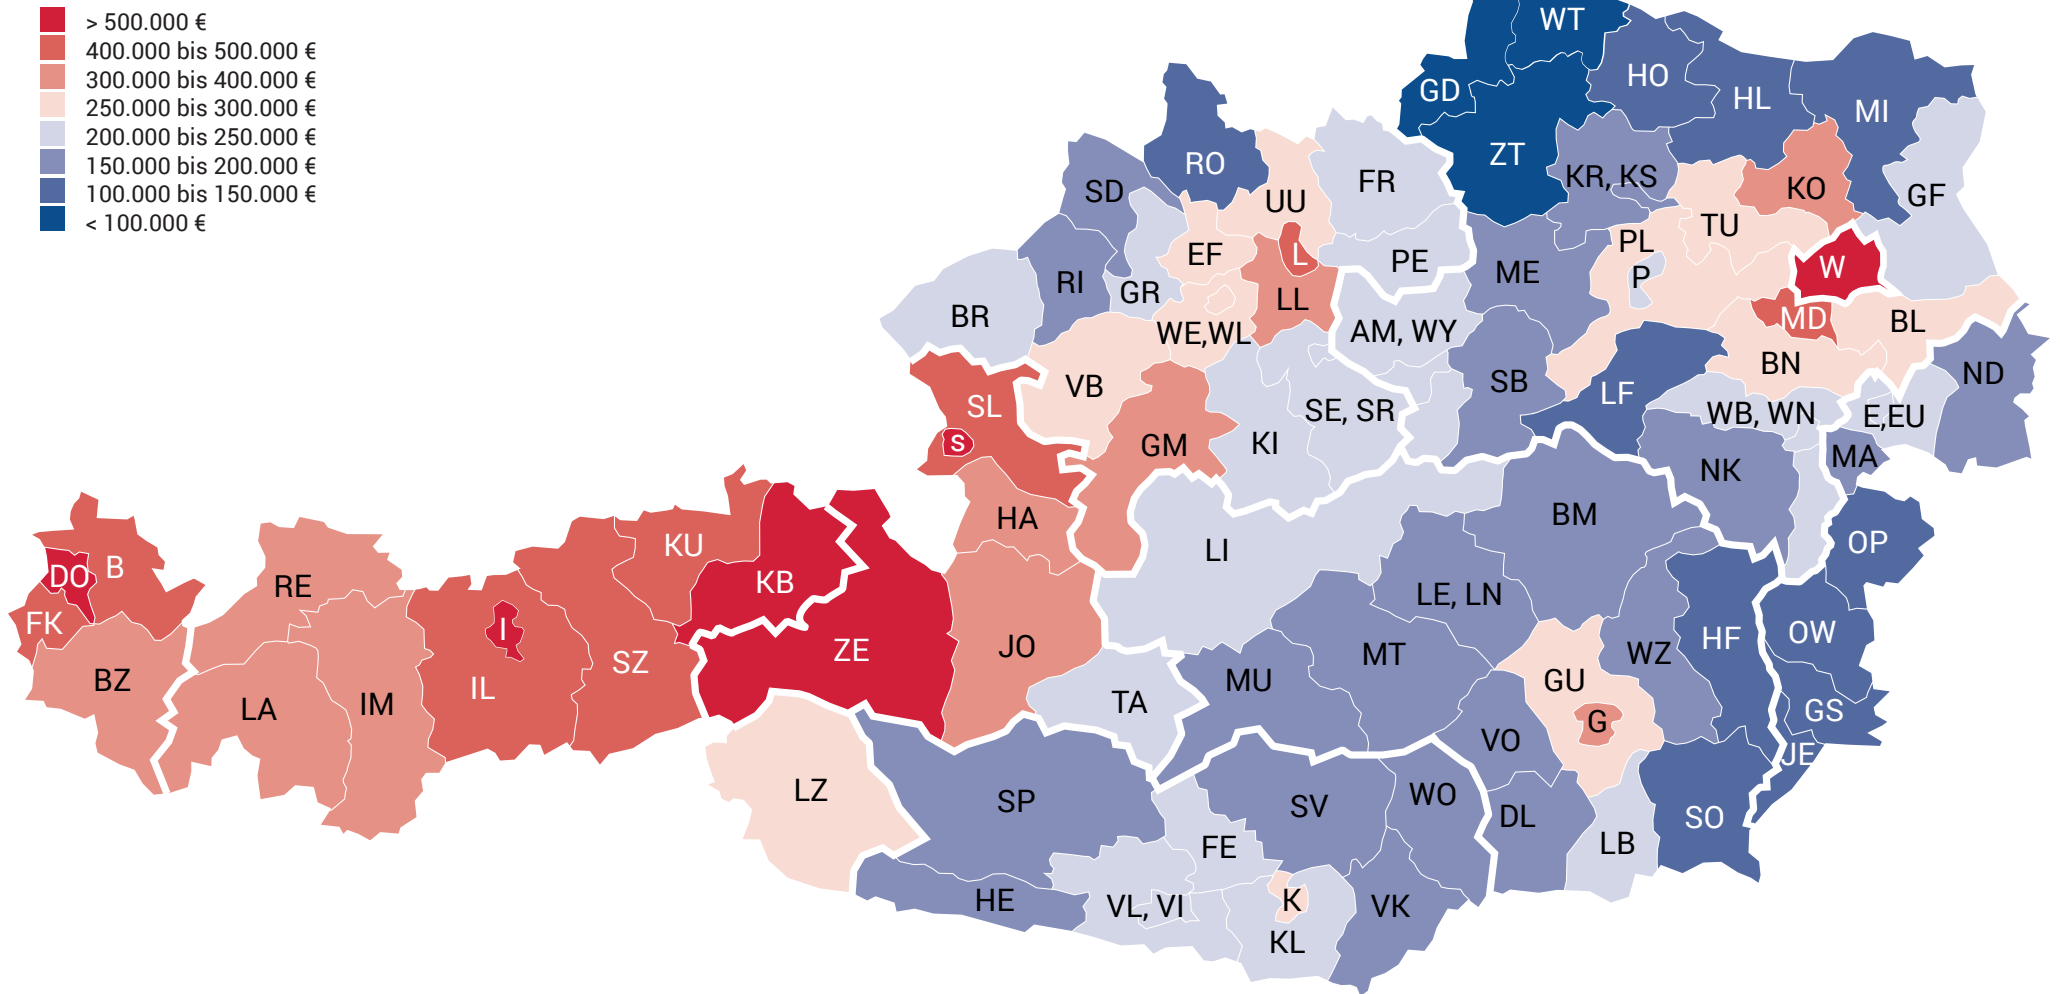 > 500.000 €
400.000 bis 500.000 €
300.000 bis 400.000 €
250.000 bis 300.000 €
200.000 bis 250.000 €
150.000 bis 200.000 €
100.000 bis 150.000 €
< 100.000 €
WT
HO
GD
HL
MI
ZT
RO
KR, KS
FR
SD
KO
GF
UU
TU
PL
EF
L
PE
W
ME
P
RI
GR
LL
BR
MD
BL
WE,WL
AM, WY
BN
ND
VB
SB
LF
SL
SE, SR
WB, WN
E,EU
S
GM
KI
MA
NK
HA
BM
KU
LI
OP
B
DO
KB
RE
LE, LN
FK
I
OW
HF
ZE
JO
WZ
MT
SZ
BZ
GU
MU
IL
TA
IM
LA
GS
G
VO
JE
LZ
WO
SP
SV
DL
SO
FE
LB
HE
K
VL, VI
VK
KL